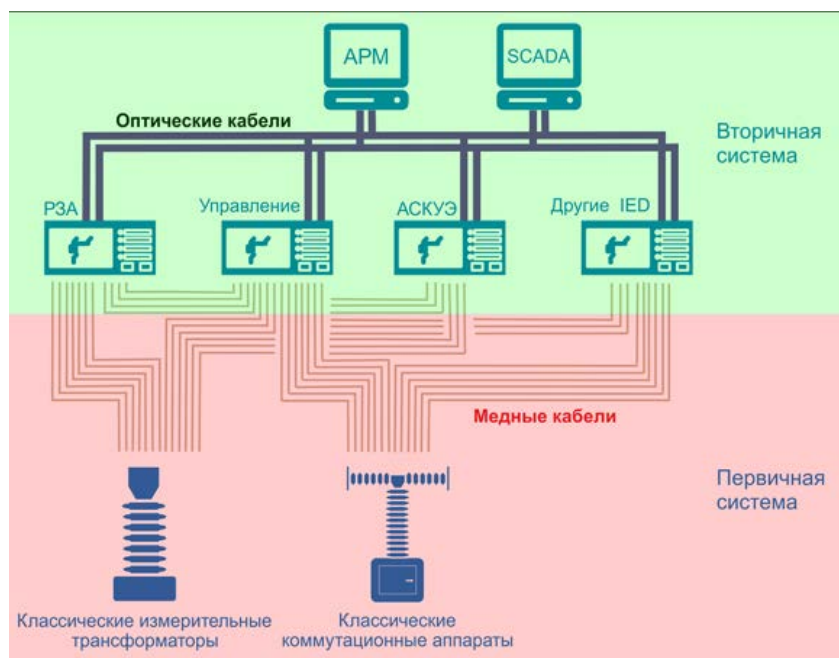 АРМ
SCADA
Оптические кабели
Вторичная
система
РЗА
Управление
АСКУЭ
Другие IED
Медные кабели
Первичная
система
Классические измерительные
трансформаторы
Классические
коммутационные аппараты